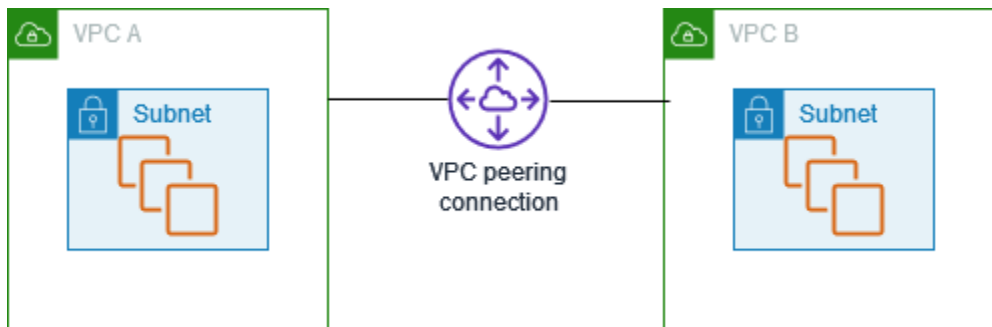 VPC A
VPC B
Subnet
Subnet
VPC peering
connection